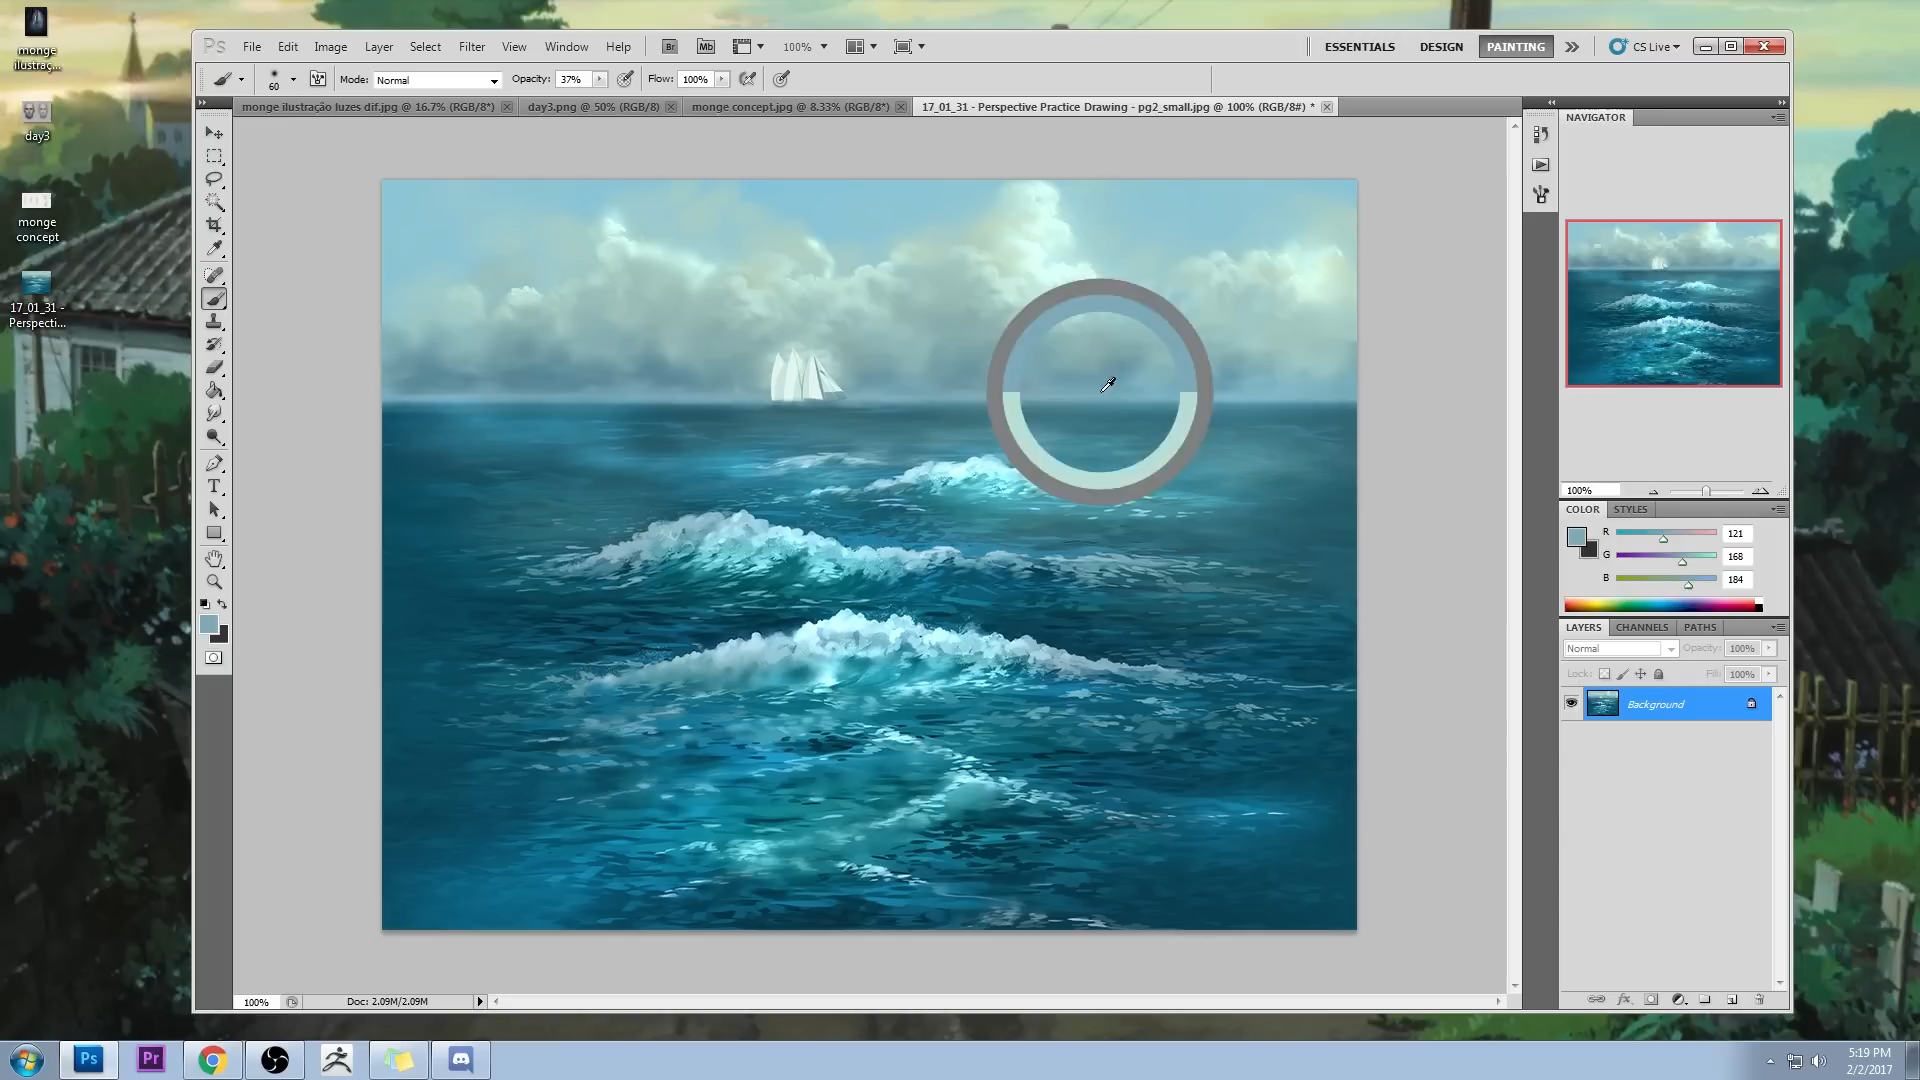 monge
ilustraç...
day3
monge
concept
17_01_31 -
Perspecti...
Ps File Edit Image Layer Select Filter View Window Help Br Mb 100% ESSENTIALS DESIGN PAINTING CS Live
60 Mode: Normal Opacity: 37% Flow: 100%
monge ilustração luzes dif.jpg @ 16.7% (RGB/8*) day3.png @ 50% (RGB/8) monge concept.jpg @ 8.33% (RGB/8*) 17_01_31 - Perspective Practice Drawing - pg2_small.jpg @ 100% (RGB/8#) *
NAVIGATOR
100%
COLOR STYLES
R 121
G 168
B 184
LAYERS CHANNELS PATHS
Normal Opacity: 100%
Lock: Fill: 100%
Background
fx
T
100% Doc: 2.09M/2.09M
Ps Pr
5:19 PM
2/2/2017